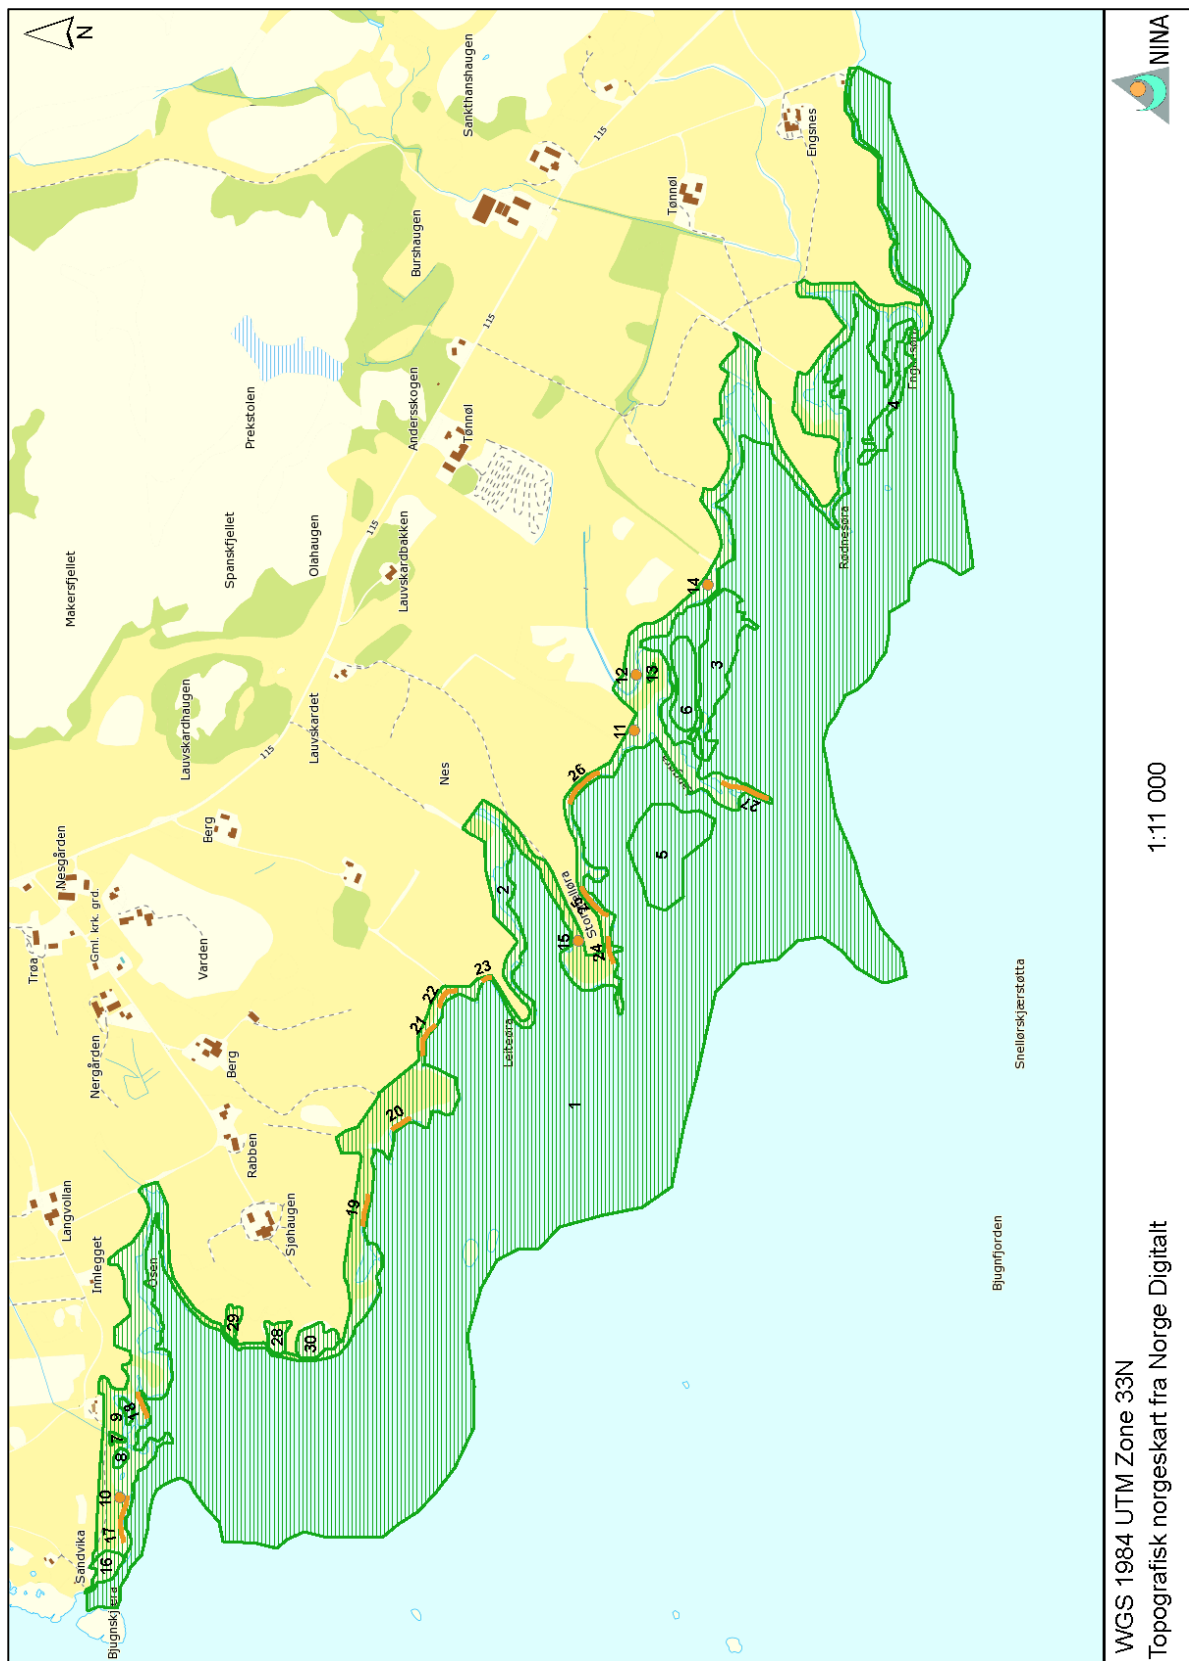 N
Makersfjellet
Spanskfjellet
Prekstolen
Olahaugen
Lauvskardhaugen
Lauvskardet
Lauvskardbakken
Andersskogen
Tønnøl
Burshaugen
Sankthanshaugen
Tønnøl
Engsnes
115
115
115
115
Nesgården
Trøa
Gml. krk. grd.
Nergården
Varden
Berg
Berg
Nes
Rabben
Langvollan
Innlegget
Sjøhaugen
Osen
Sandvika
Leiteøra
Rødnesøra
Snellørskjærstøtta
Bjugnfjorden
1
2
3
4
5
6
7
8
9
10
11
12
13
14
15
16
17
18
19
20
21
22
23
24
25
26
27
28
29
30
WGS 1984 UTM Zone 33N
Topografisk norgeskart fra Norge Digitalt
1:11 000
NINA